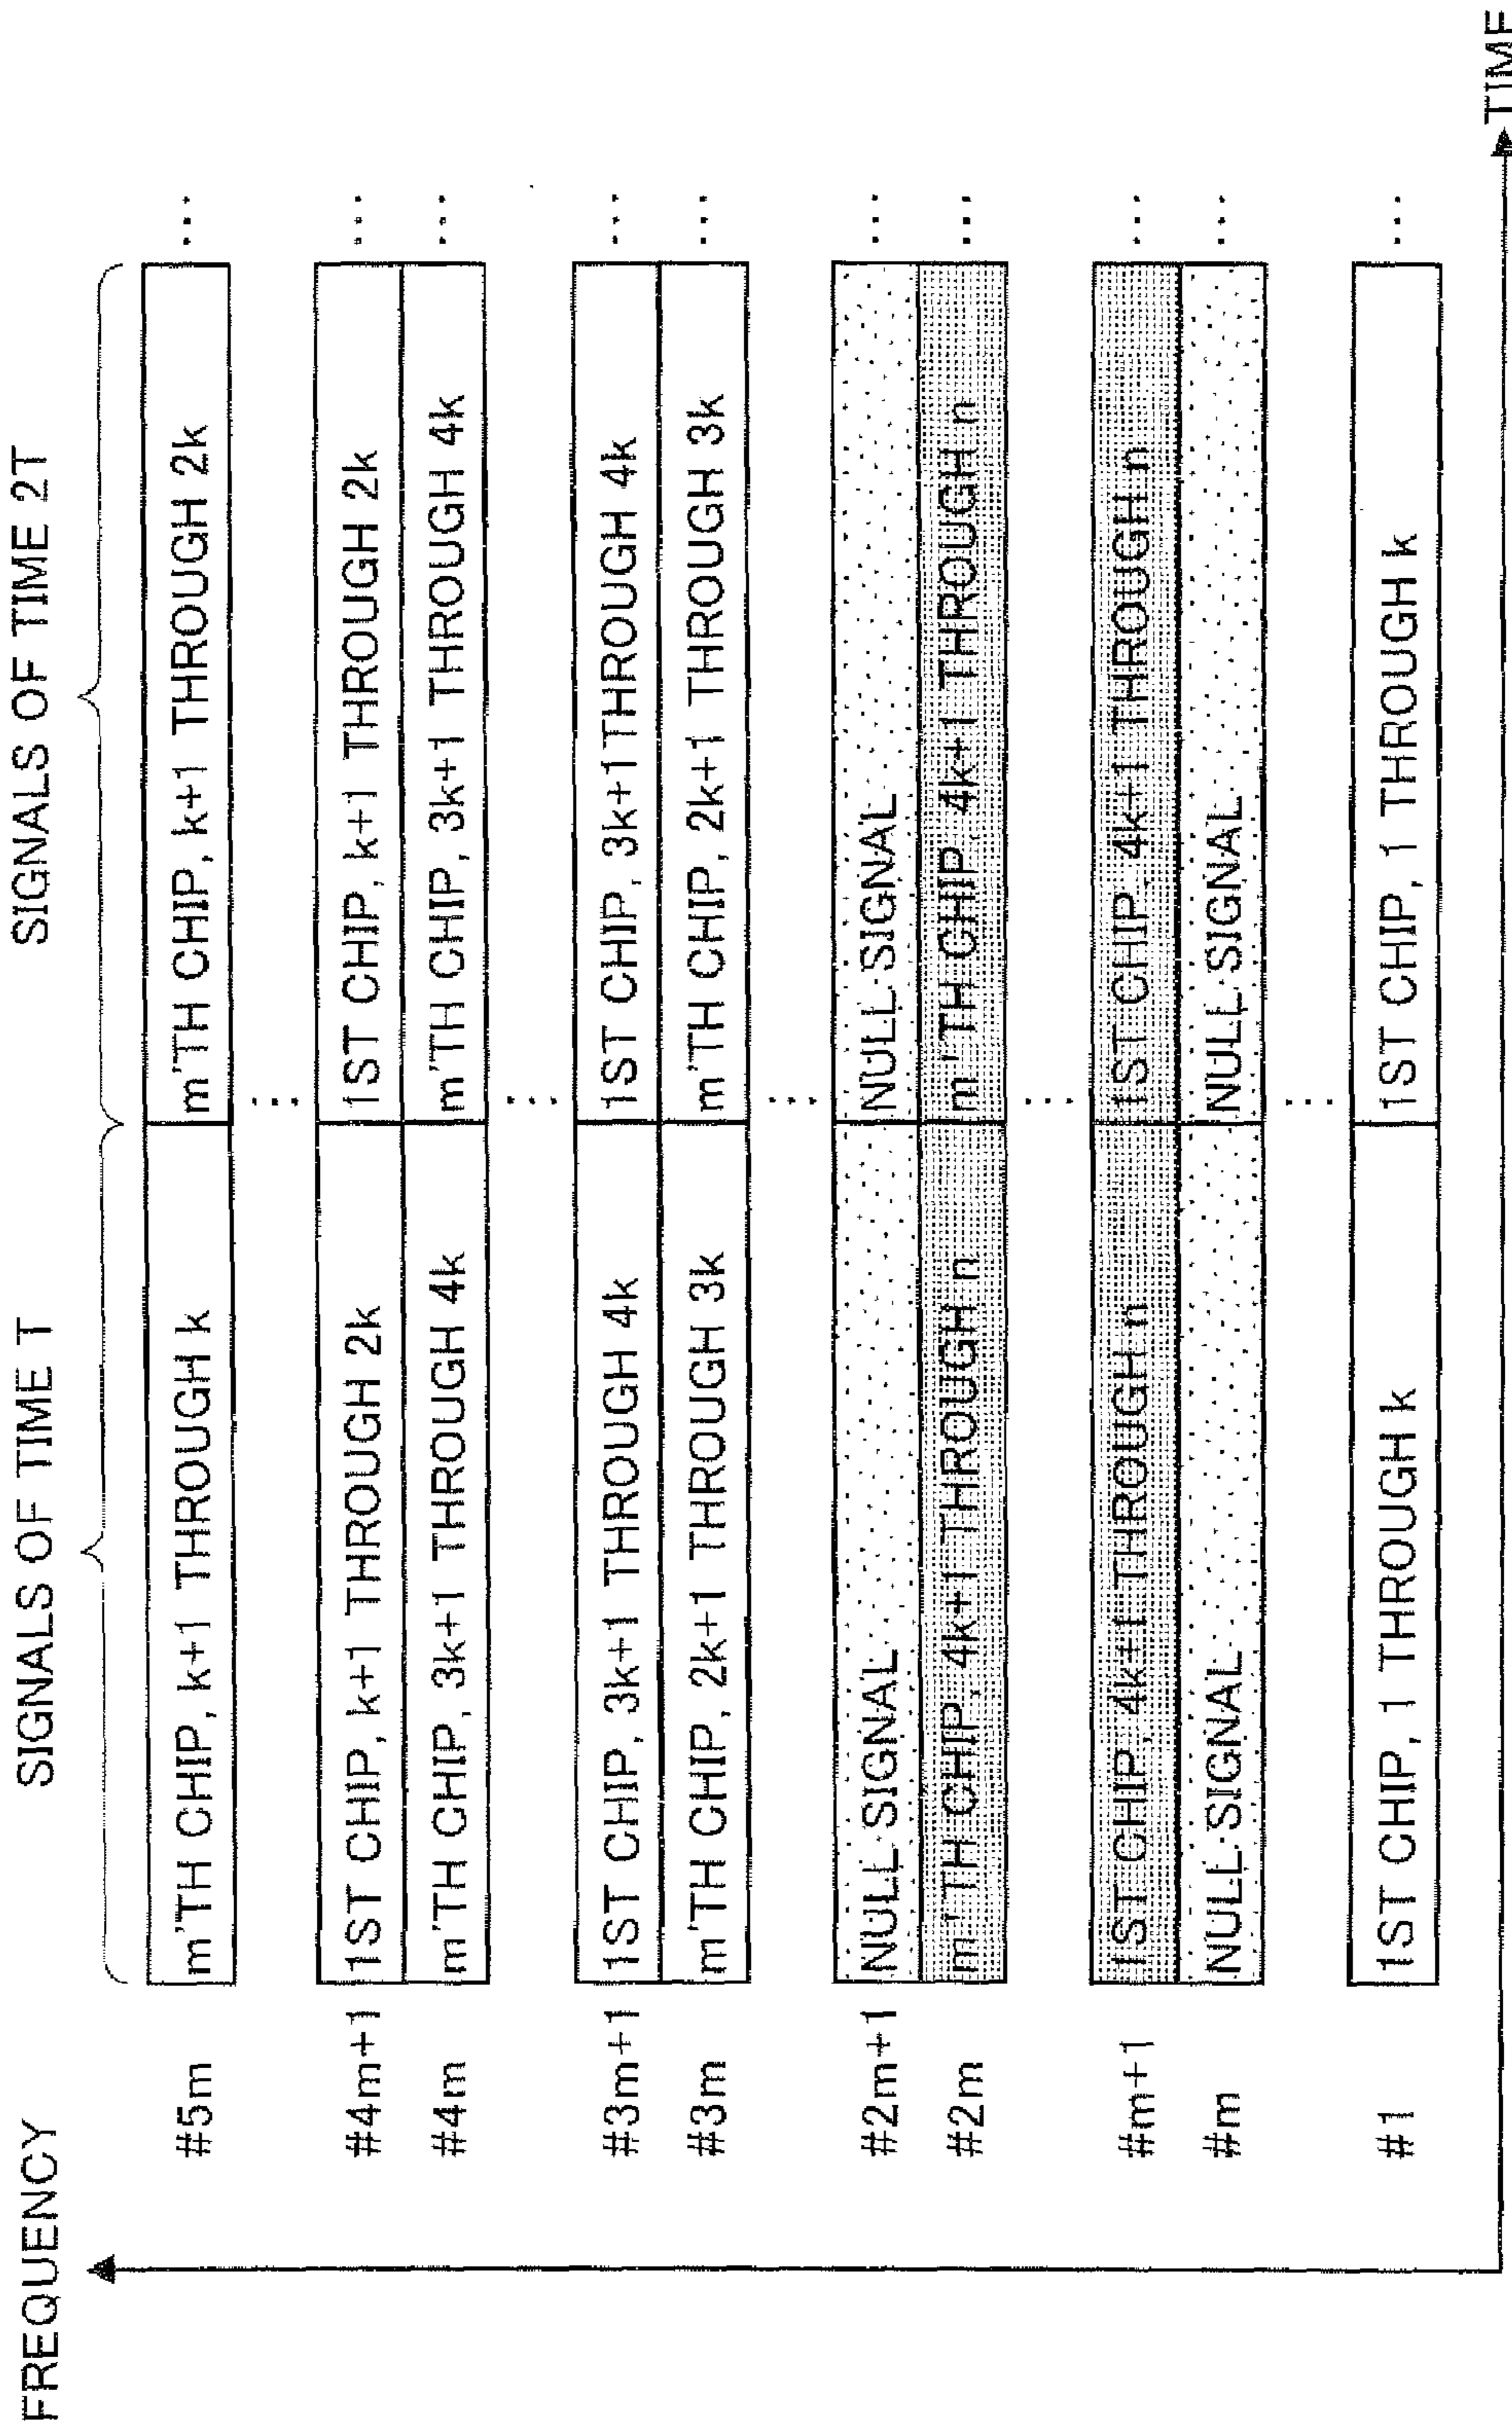 FREQUENCY
SIGNALS OF TIME T
SIGNALS OF TIME 2T
#5m
m'TH CHIP, k+1 THROUGH k
m'TH CHIP, k+1 THROUGH 2k
...
#4m+1
1ST CHIP, k+1 THROUGH 2k
1ST CHIP, k+1 THROUGH 2k
...
#4m
m'TH CHIP, 3k+1 THROUGH 4k
m'TH CHIP, 3k+1 THROUGH 4k
...
#3m+1
1ST CHIP, 3k+1 THROUGH 4k
1ST CHIP, 3k+1THROUGH 4k
...
#3m
m'TH CHIP, 2k+1 THROUGH 3k
m'TH CHIP, 2k+1 THROUGH 3k
...
#2m+1
NULL SIGNAL
NULL SIGNAL
...
#2m
m'TH CHIP, 4k+1 THROUGH n
m'TH CHIP, 4k+1 THROUGH n
...
#m+1
1ST CHIP, 4k+1 THROUGH n
1ST CHIP, 4k+1 THROUGH n
...
#m
NULL SIGNAL
NULL SIGNAL
...
#1
1ST CHIP, 1 THROUGH k
1ST CHIP, 1 THROUGH k
...
TIME